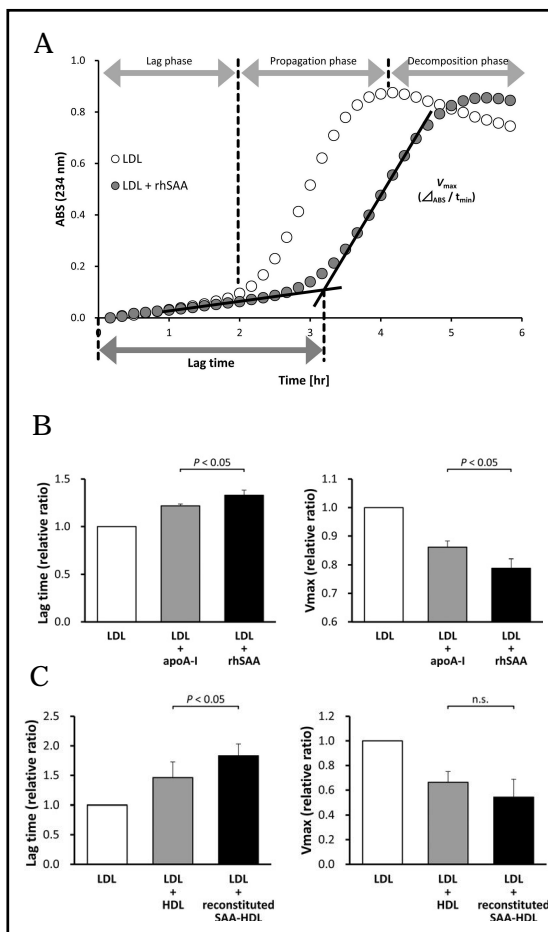 A
Lag phase
Propagation phase
Decomposition phase
1.0
0.8
0.6
0.4
0.2
0.0
ABS (234 nm)
LDL
LDL + rhSAA
Vmax
(⊿ABS / tmin)
0 1 2 3 4 5 6
Lag time
Time [hr]
B
Lag time (relative ratio)
1.5
1.0
0.5
0.0
P < 0.05
LDL
LDL + apoA-I
LDL + rhSAA
Vmax (relative ratio)
1.1
1.0
0.9
0.8
0.7
0.6
P < 0.05
LDL
LDL + apoA-I
LDL + rhSAA
C
Lag time (relative ratio)
2.5
2.0
1.5
1.0
0.5
0.0
P < 0.05
LDL
LDL + HDL
LDL + reconstituted SAA-HDL
Vmax (relative ratio)
1.2
1.0
0.8
0.6
0.4
0.2
0.0
n.s.
LDL
LDL + HDL
LDL + reconstituted SAA-HDL